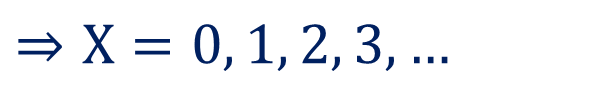 ⇒ X = 0, 1, 2, 3, …